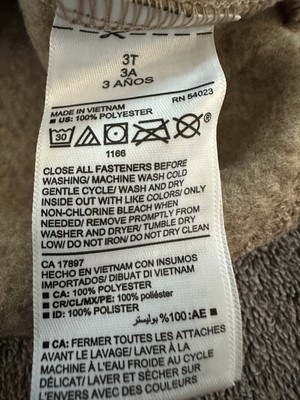 3T
3A
3 AÑOS
MADE IN VIETNAM RN 54023
■ US: 100% POLYESTER
30 ®
1166
CLOSE ALL FASTENERS BEFORE
WASHING/ MACHINE WASH COLD
GENTLE CYCLE/ WASH AND DRY
INSIDE OUT WITH LIKE COLORS/ ONLY
NON-CHLORINE BLEACH WHEN
NEEDED/ REMOVE PROMPTLY FROM
WASHER AND DRYER/ TUMBLE DRY
LOW/ DO NOT IRON/ DO NOT DRY CLEAN
CA 17897
HECHO EN VIETNAM CON INSUMOS
IMPORTADOS/ DIBUAT DI VIETNAM
■ CA: 100% POLYESTER
■ CR/CL/MX/PE: 100% poliéster
■ ID: 100% POLISTER
■ AE: 100% بوليستر
■ CA: FERMER TOUTES LES ATTACHES
AVANT LE LAVAGE/ LAVER À LA
MACHINE À L'EAU FROIDE AU CYCLE
DÉLICAT/ LAVER ET SÉCHER SUR
L'ENVERS AVEC DES COULEURS